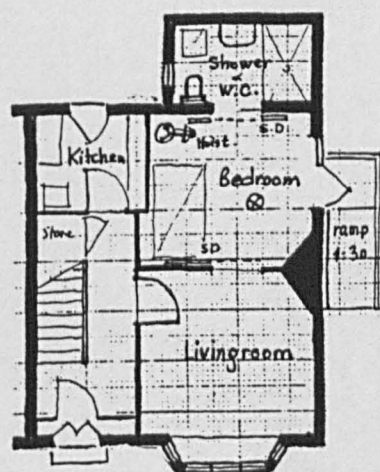 Shower
&
W.C.
Kitchen
Hoist
S.D
Bedroom
Store
ramp
1:30
SD
Livingroom